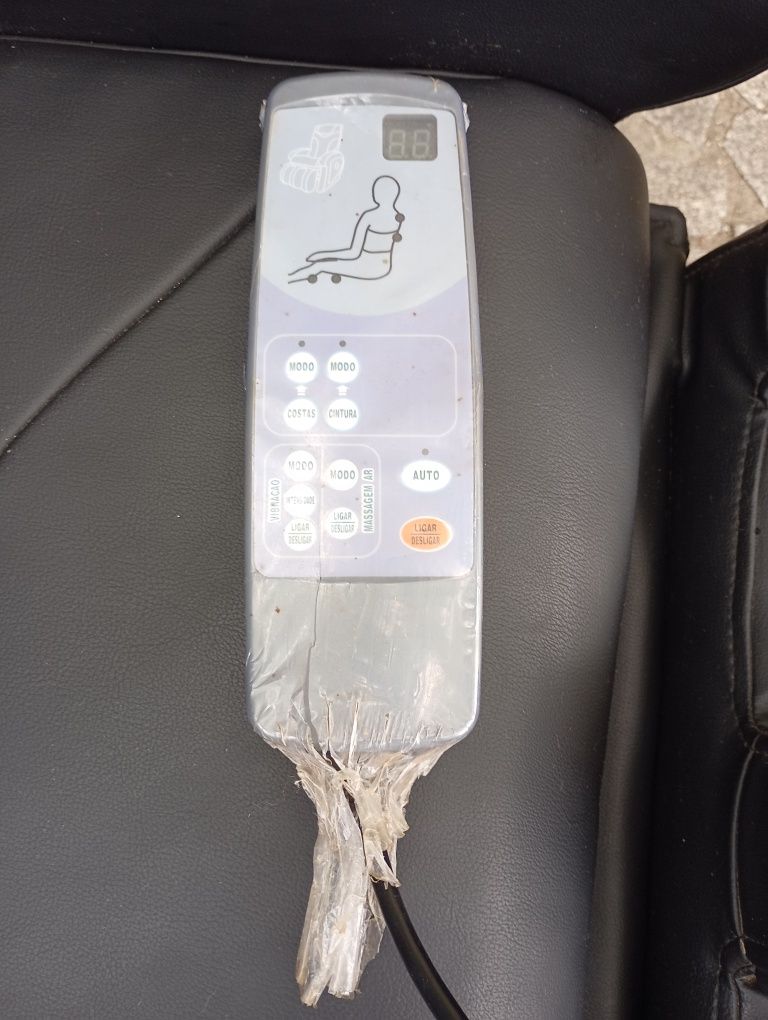 88
MODO MODO
COSTAS CINTURA
VIBRAÇÃO
MODO
INTENSIDADE
LIGAR
DESLIGAR
MODO
LIGAR
DESLIGAR
MASSAGEM/AR
AUTO
LIGAR
DESLIGAR